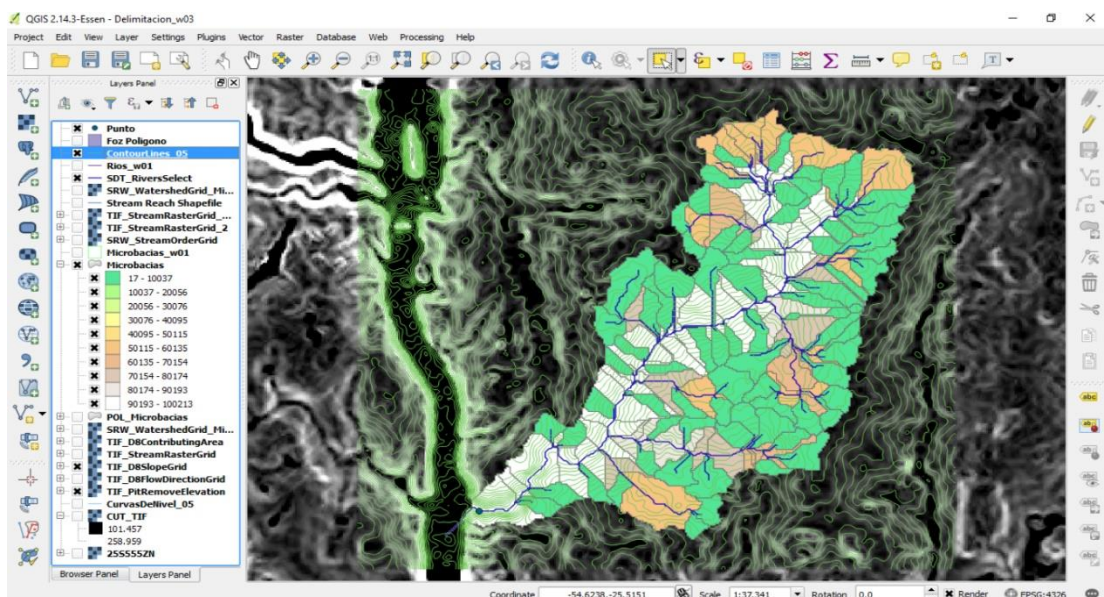 QGIS 2.14.3-Essen - Delimitacion_w03
Project Edit View Layer Settings Plugins Vector Raster Database Web Processing Help
Layers Panel
Punto
Foz Poligono
ContourLines_05
Rios_w01
SDT_RiversSelect
SRW_WatershedGrid_Mi...
Stream Reach Shapefile
TIF_StreamRasterGrid_...
TIF_StreamRasterGrid_2
SRW_StreamOrderGrid
Microbacias_w01
Microbacias
17 - 10037
10037 - 20056
20056 - 30076
30076 - 40095
40095 - 50115
50115 - 60135
60135 - 70154
70154 - 80174
80174 - 90193
90193 - 100213
POL_Microbacias
SRW_WatershedGrid_Mi...
TIF_D8ContributingArea
TIF_StreamRasterGrid
TIF_D8SlopeGrid
TIF_D8FlowDirectionGrid
TIF_PitRemoveElevation
CurvasDeNivel_05
CUT_TIF
101.457
258.959
25S555ZN
Browser Panel Layers Panel
Coordinate -54.6238,-25.5151 Scale 1:37.341 Rotation 0.0 Render EPSG:4326